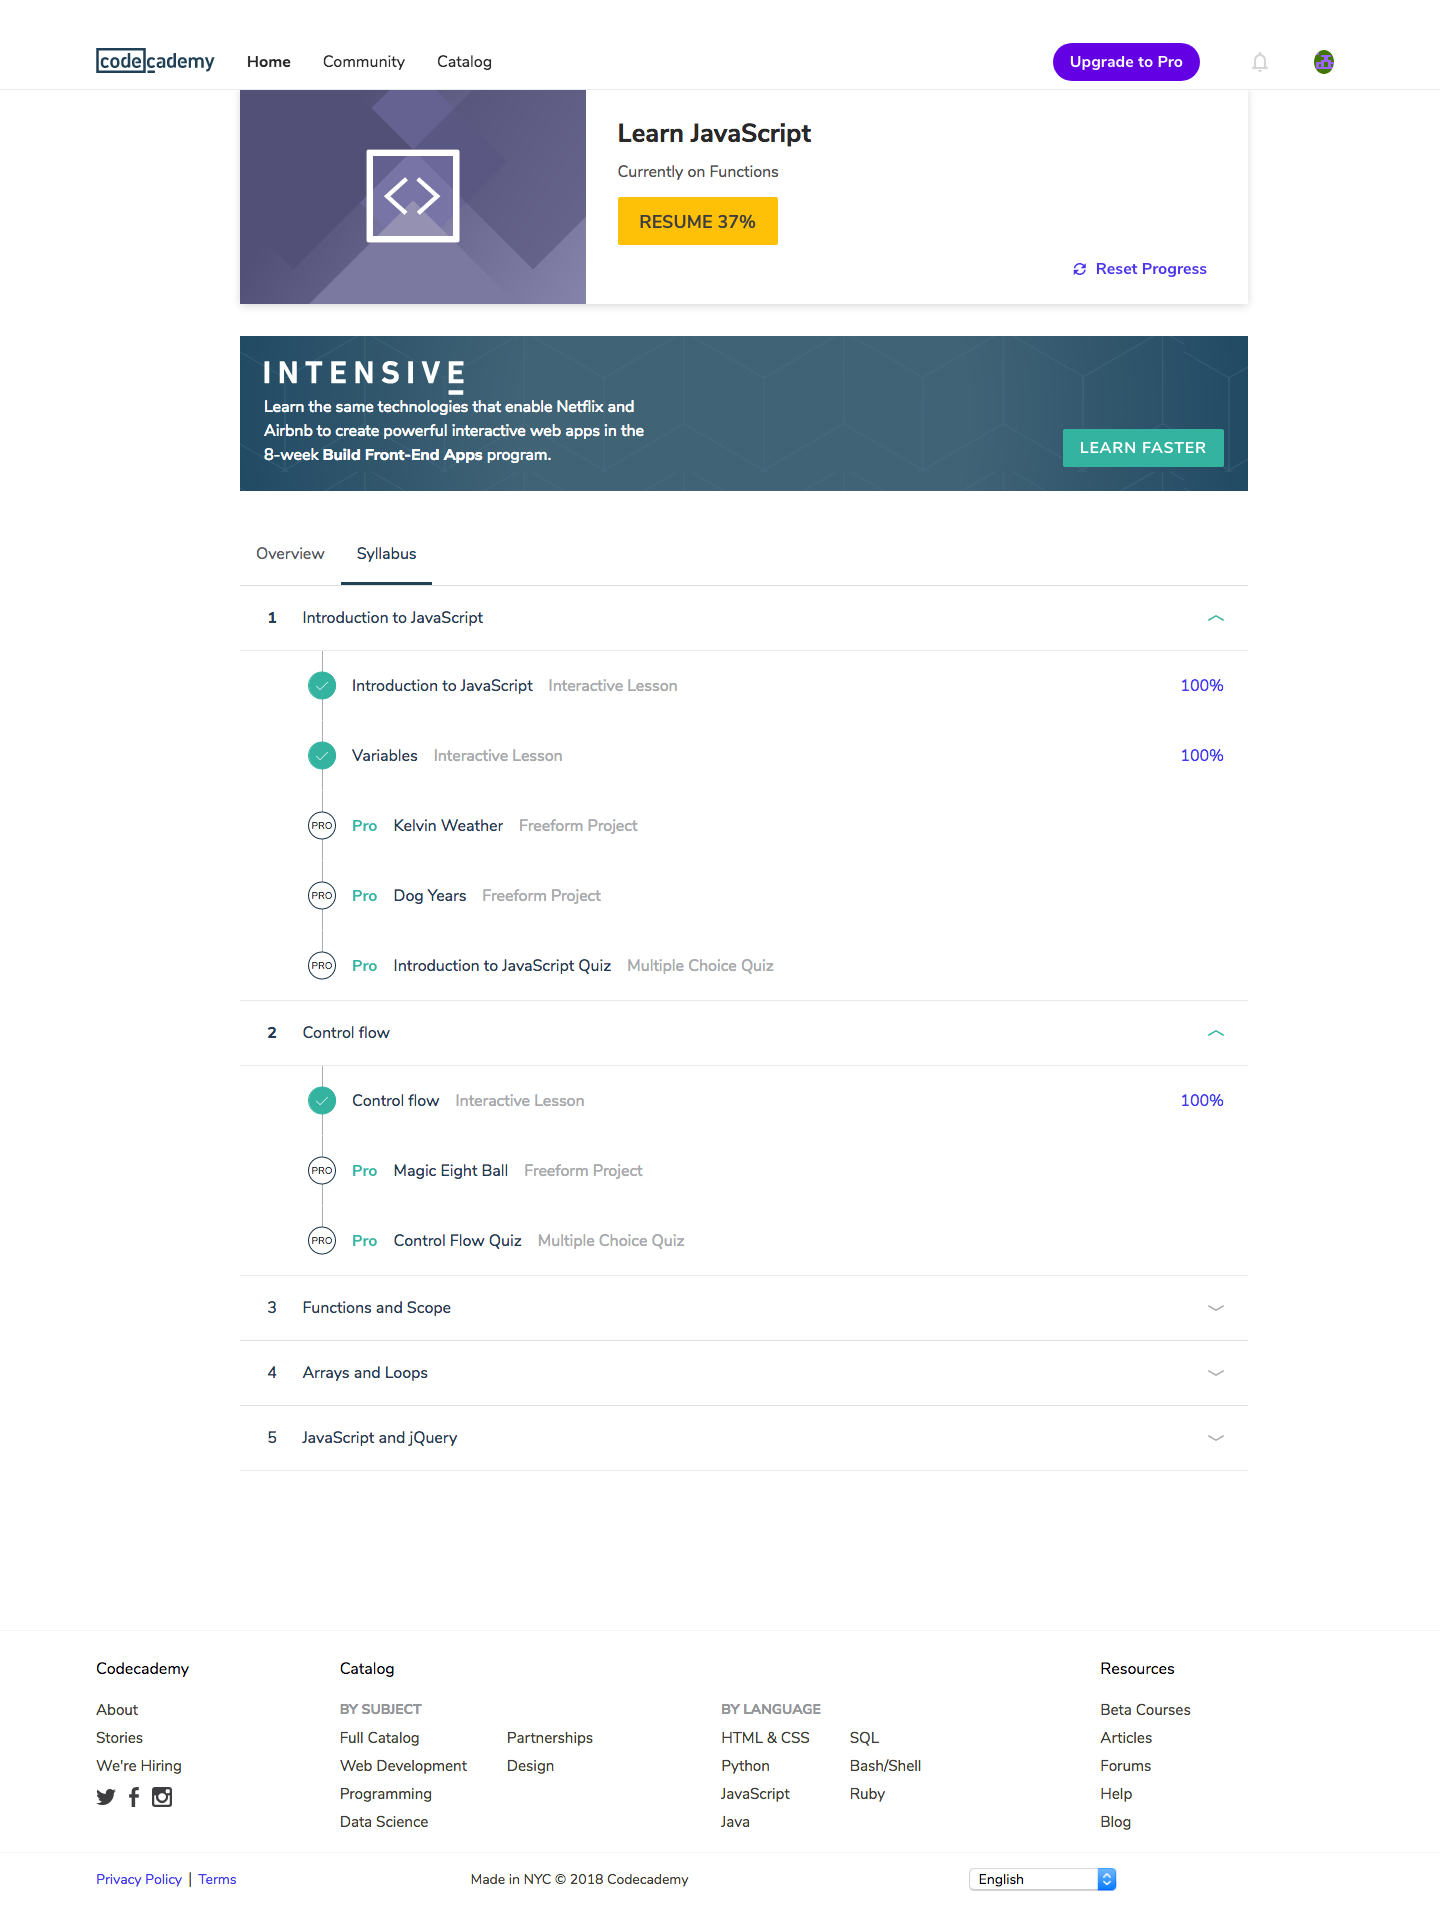 codecademy Home Community Catalog Upgrade to Pro
Learn JavaScript
Currently on Functions
RESUME 37%
Reset Progress
INTENSIVE
Learn the same technologies that enable Netflix and
Airbnb to create powerful interactive web apps in the
8-week Build Front-End Apps program.
LEARN FASTER
Overview Syllabus
1 Introduction to JavaScript
Introduction to JavaScript Interactive Lesson 100%
Variables Interactive Lesson 100%
PRO Pro Kelvin Weather Freeform Project
PRO Pro Dog Years Freeform Project
PRO Pro Introduction to JavaScript Quiz Multiple Choice Quiz
2 Control flow
Control flow Interactive Lesson 100%
PRO Pro Magic Eight Ball Freeform Project
PRO Pro Control Flow Quiz Multiple Choice Quiz
3 Functions and Scope
4 Arrays and Loops
5 JavaScript and jQuery
Codecademy
About
Stories
We're Hiring
Catalog
BY SUBJECT
Full Catalog
Web Development
Programming
Data Science
Partnerships
Design
BY LANGUAGE
HTML & CSS
Python
JavaScript
Java
SQL
Bash/Shell
Ruby
Resources
Beta Courses
Articles
Forums
Help
Blog
Privacy Policy | Terms
Made in NYC © 2018 Codecademy
English